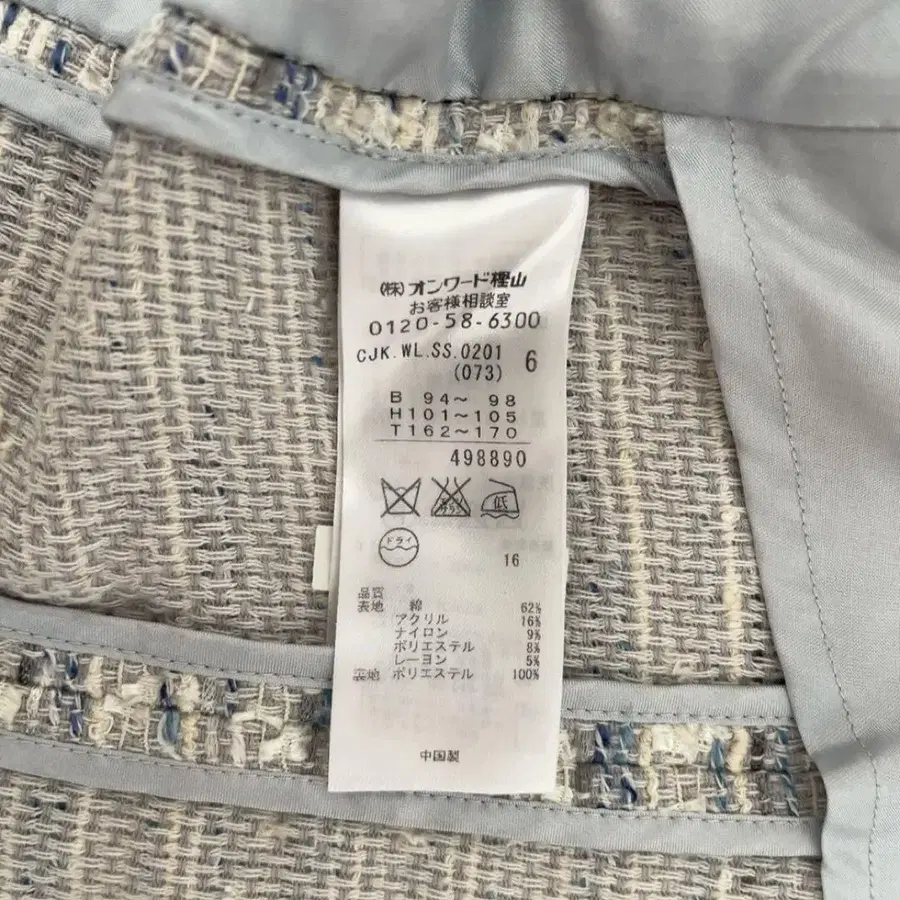 (株)オンワード樫山
お客様相談室
0120-58-6300
CJK.WL.SS.0201 6
(073)
B 94～ 98
H101～105
T162～170
498890
低
ドライ
16
品質
表地 綿 62%
アクリル 16%
ナイロン 9%
ポリエステル 8%
レーヨン 5%
裏地 ポリエステル 100%
中国製